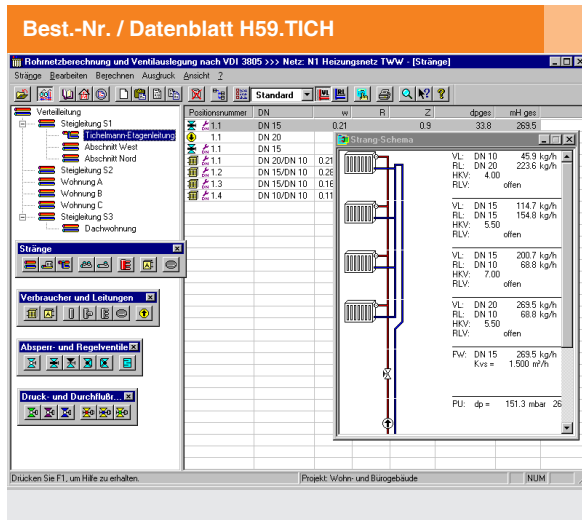 Best.-Nr. / Datenblatt H59.TICH
Rohrnetzberechnung und Ventilauslegung nach VDI 3805 >>> Netz: N1 Heizungsnetz TWW - [Stränge]
Stränge Bearbeiten Berechnen Ausdruck Ansicht ?
Standard
Verteilleitung
Steigleitung S1
Tichelmann-Etagenleitung
Abschnitt West
Abschnitt Nord
Steigleitung S2
Wohnung A
Wohnung B
Wohnung C
Steigleitung S3
Dachwohnung
Positionsnummer DN w R Z dpges mH ges
1.1 DN 15 0.21 0.9 33.8 269.5
1.1 DN 20
1.1 DN 15
1.1 DN 20/DN 10 0.21
1.2 DN 15/DN 10 0.28
1.3 DN 15/DN 10 0.16
1.4 DN 10/DN 10 0.11
Strang-Schema
VL: DN 10 45.9 kg/h
RL: DN 20 223.6 kg/h
HKV: 4.00
RLV: offen
VL: DN 15 114.7 kg/h
RL: DN 15 154.8 kg/h
HKV: 5.50
RLV: offen
VL: DN 15 200.7 kg/h
RL: DN 10 68.8 kg/h
HKV: 7.00
RLV: offen
VL: DN 20 269.5 kg/h
RL: DN 10 68.8 kg/h
HKV: 5.50
RLV: offen
FW: DN 15 269.5 kg/h
Kvs = 1.500 m³/h
PU: dp = 151.3 mbar 26
Stränge
Verbraucher und Leitungen
Absperr- und Regelventile
Druck- und Durchflußr...
Drücken Sie F1, um Hilfe zu erhalten.
Projekt: Wohn- und Bürogebäude
NUM